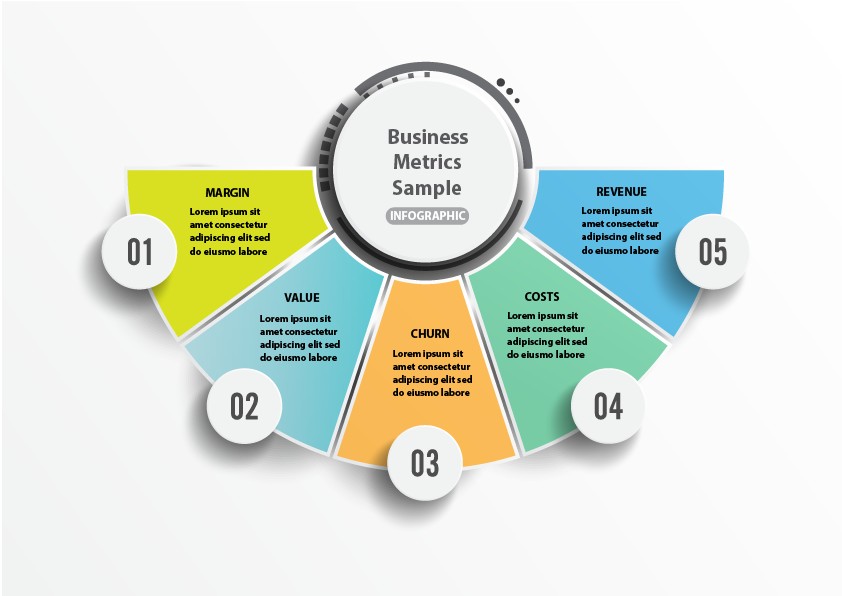 Business
Metrics
Sample
INFOGRAPHIC
01
MARGIN
Lorem ipsum sit
amet consectetur
adipiscing elit sed
do eiusmo labore
02
VALUE
Lorem ipsum sit
amet consectetur
adipiscing elit sed
do eiusmo labore
03
CHURN
Lorem ipsum sit
amet consectetur
adipiscing elit sed
do eiusmo labore
04
COSTS
Lorem ipsum sit
amet consectetur
adipiscing elit sed
do eiusmo labore
05
REVENUE
Lorem ipsum sit
amet consectetur
adipiscing elit sed
do eiusmo labore